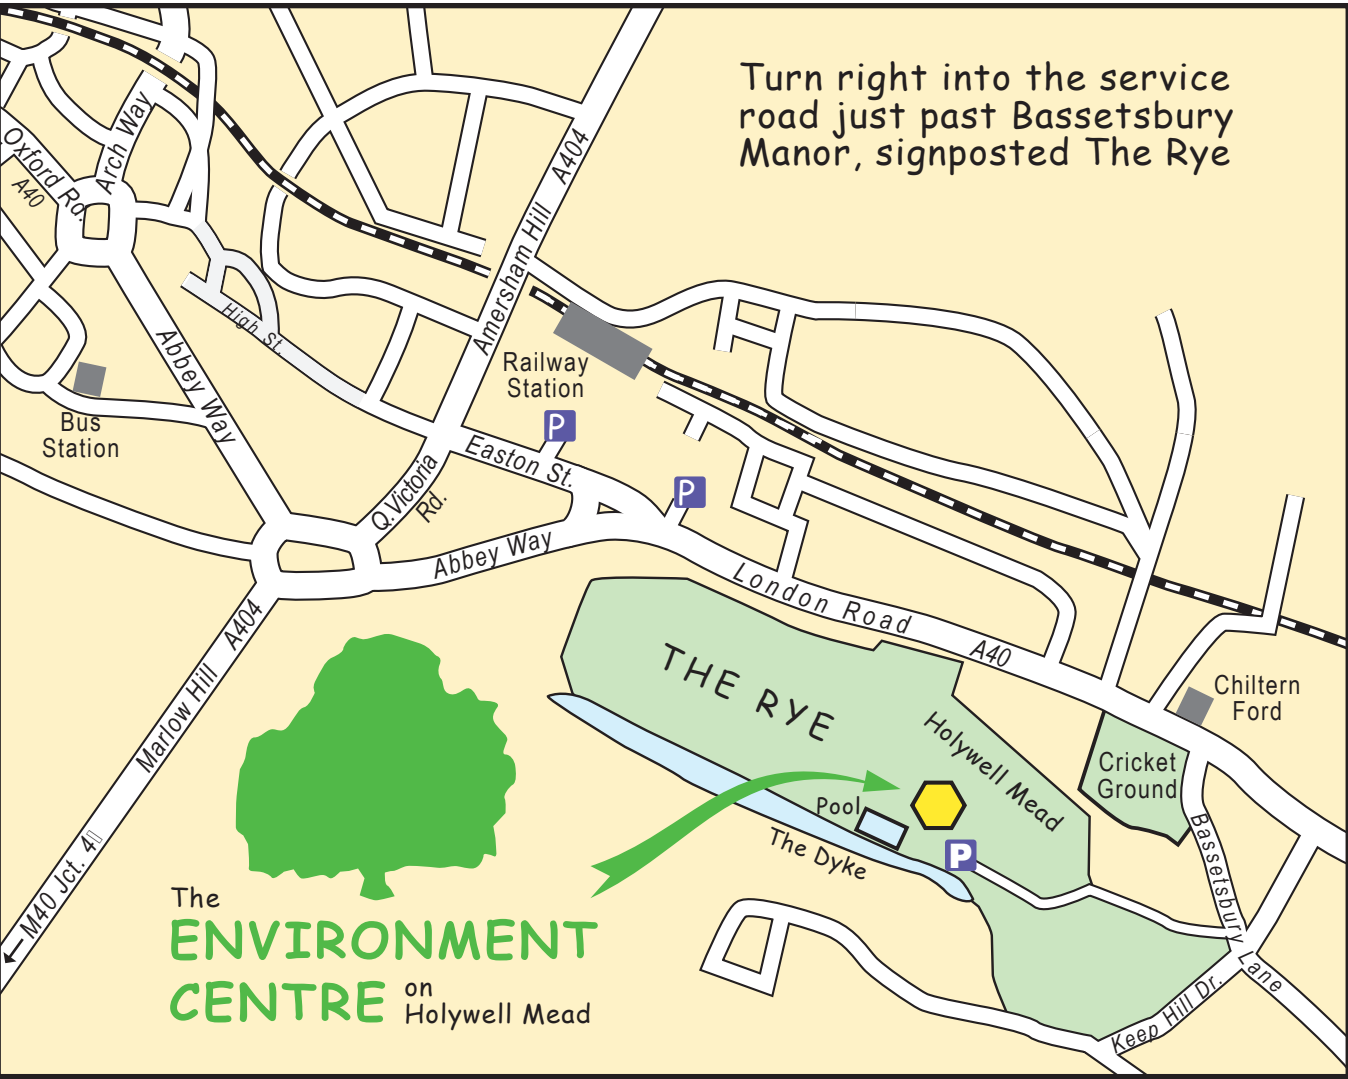 Turn right into the service
road just past Bassetsbury
Manor, signposted The Rye
Arch Way
Oxford Rd.
A40
A404
Amersham Hill
High St.
Abbey Way
Railway
Station
P
Bus
Station
Easton St.
Q.Victoria
Rd.
P
Abbey Way
London Road
A40
A404
Marlow Hill
M40 Jct. 4
THE RYE
Holywell Mead
Chiltern
Ford
Cricket
Ground
Pool
The Dyke
P
Bassetsbury
Lane
Keep Hill Dr.
The
ENVIRONMENT
CENTRE on
Holywell Mead